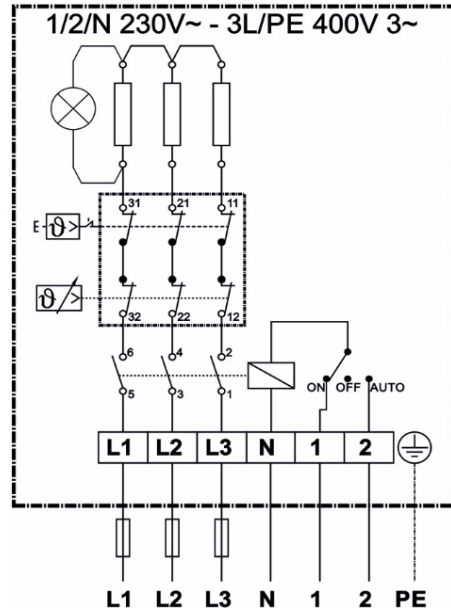 1/2/N 230V~ - 3L/PE 400V 3~
31 21 11
E ϑ >
ϑ >
32 22 12
6 4 2
5 3 1
ON OFF AUTO
L1 L2 L3 N 1 2
L1 L2 L3 N 1 2 PE